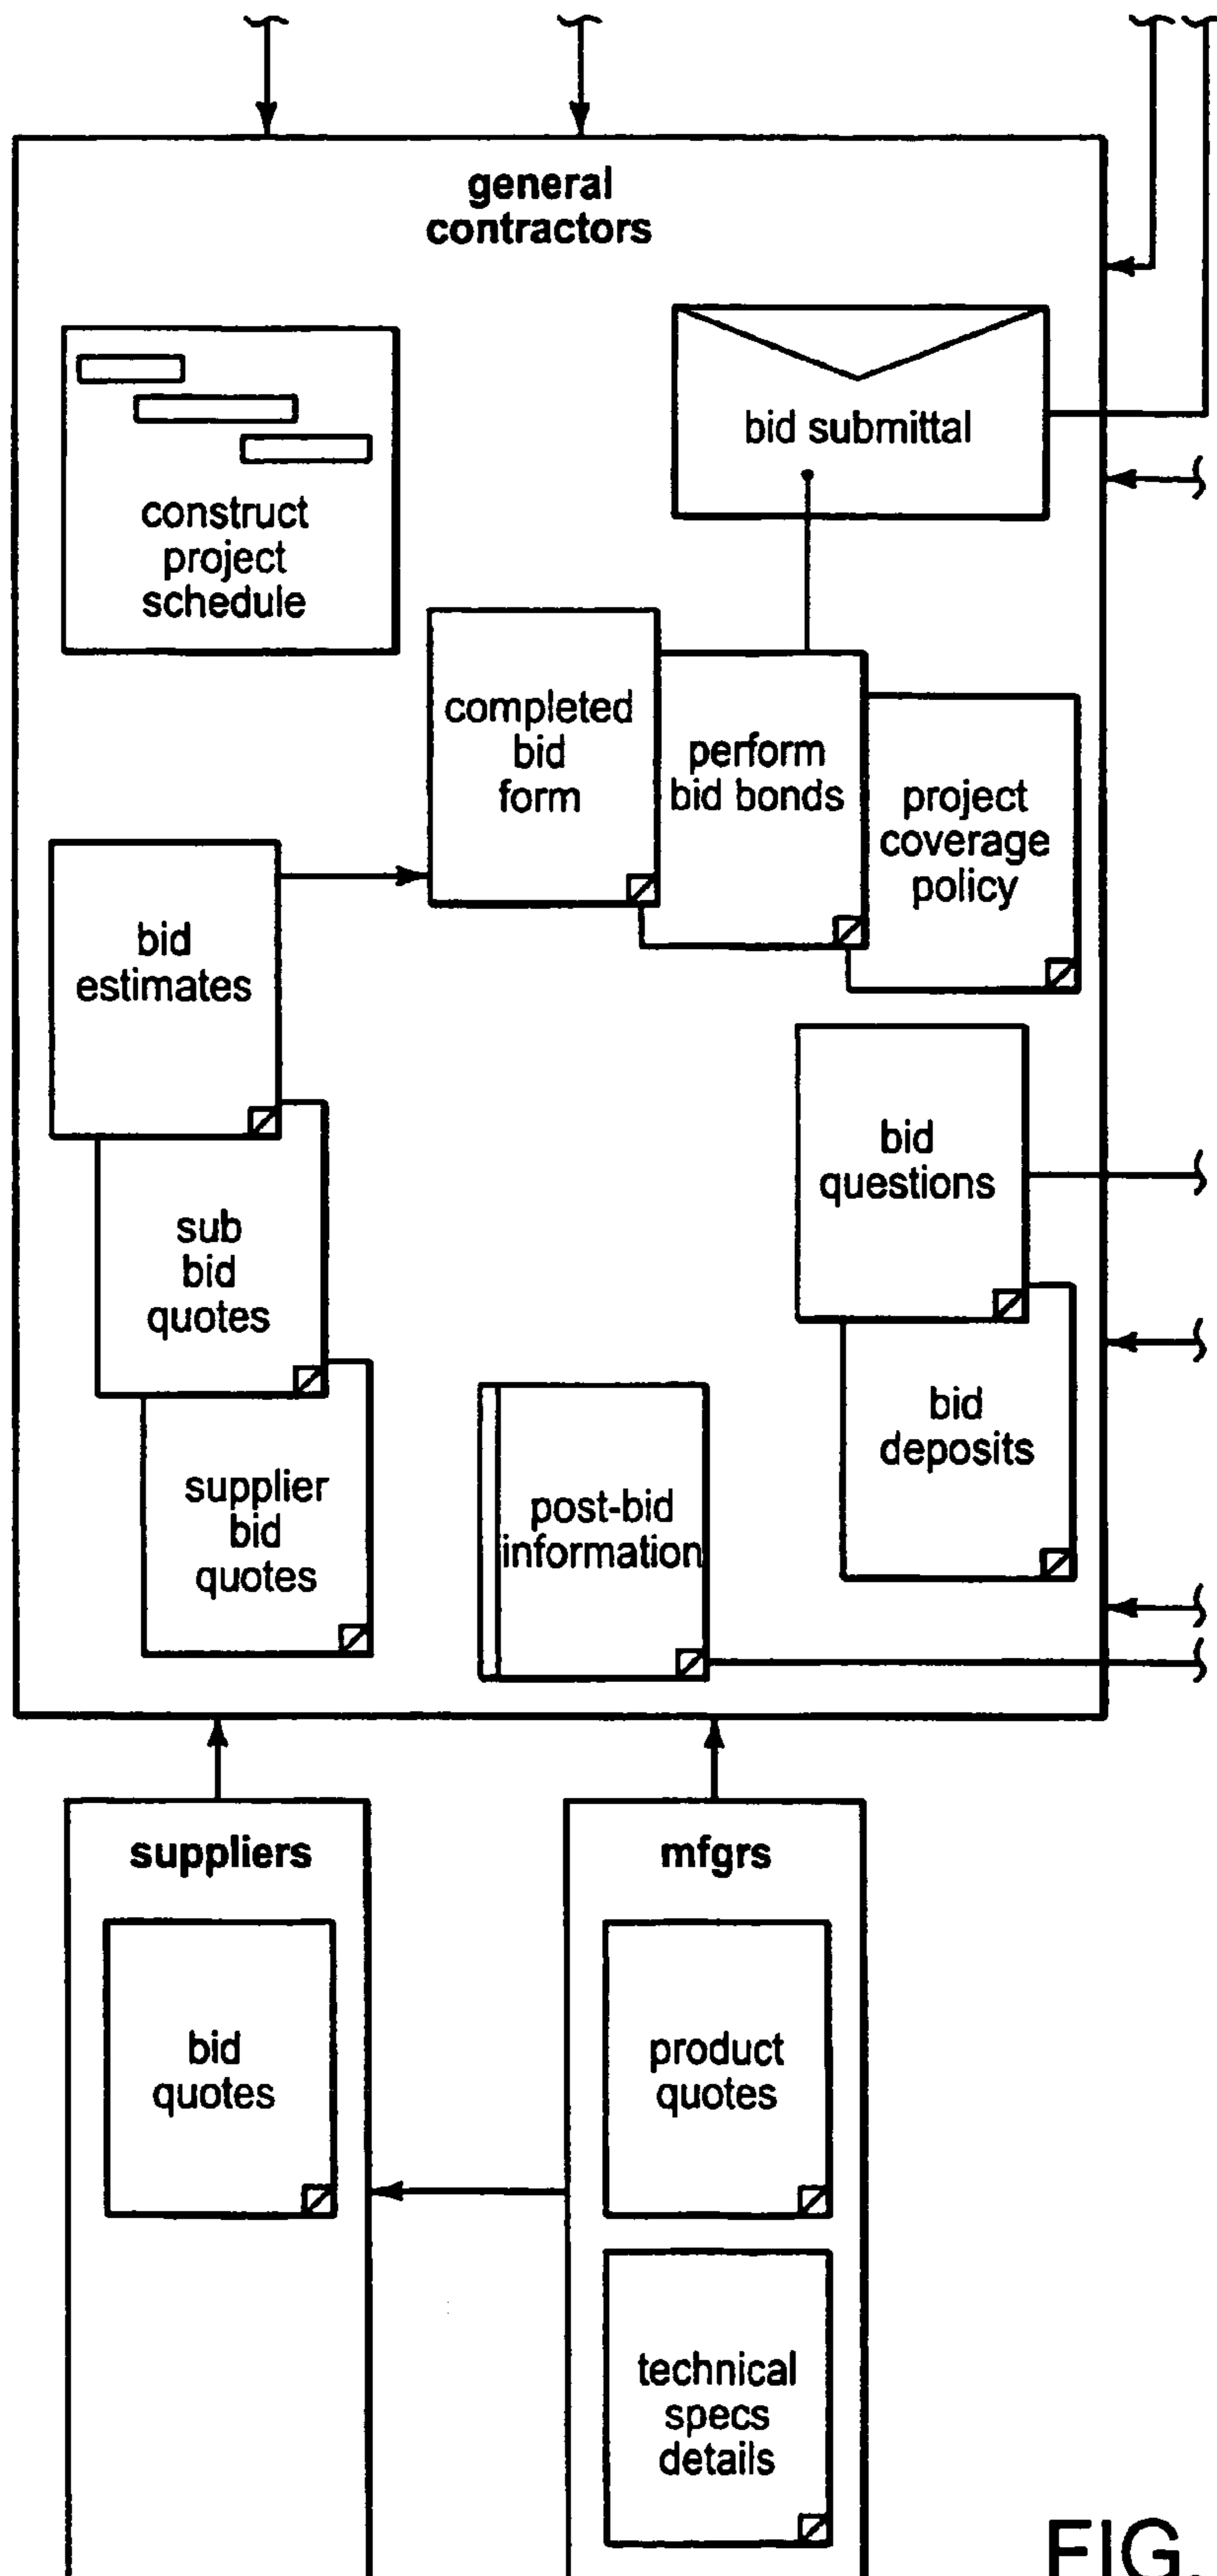 general
contractors
construct
project
schedule
bid submittal
completed
bid
form
perform
bid bonds
project
coverage
policy
bid
estimates
sub
bid
quotes
supplier
bid
quotes
bid
questions
bid
deposits
post-bid
information
suppliers
bid
quotes
mfgrs
product
quotes
technical
specs
details
FIG.